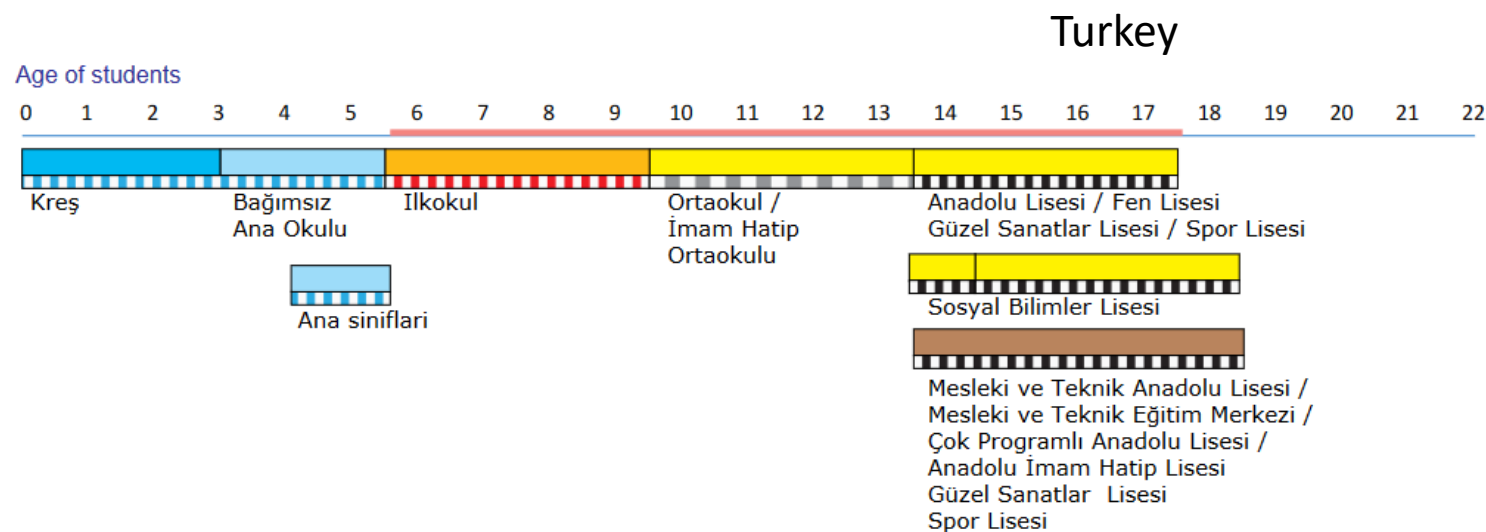 Turkey
Age of students
0 1 2 3 4 5 6 7 8 9 10 11 12 13 14 15 16 17 18 19 20 21 22
Kreş
Bağımsız
Ana Okulu
Ilkokul
Ortaokul /
İmam Hatip
Ortaokulu
Anadolu Lisesi / Fen Lisesi
Güzel Sanatlar Lisesi / Spor Lisesi
Ana siniflari
Sosyal Bilimler Lisesi
Mesleki ve Teknik Anadolu Lisesi /
Mesleki ve Teknik Eğitim Merkezi /
Çok Programlı Anadolu Lisesi /
Anadolu İmam Hatip Lisesi
Güzel Sanatlar Lisesi
Spor Lisesi